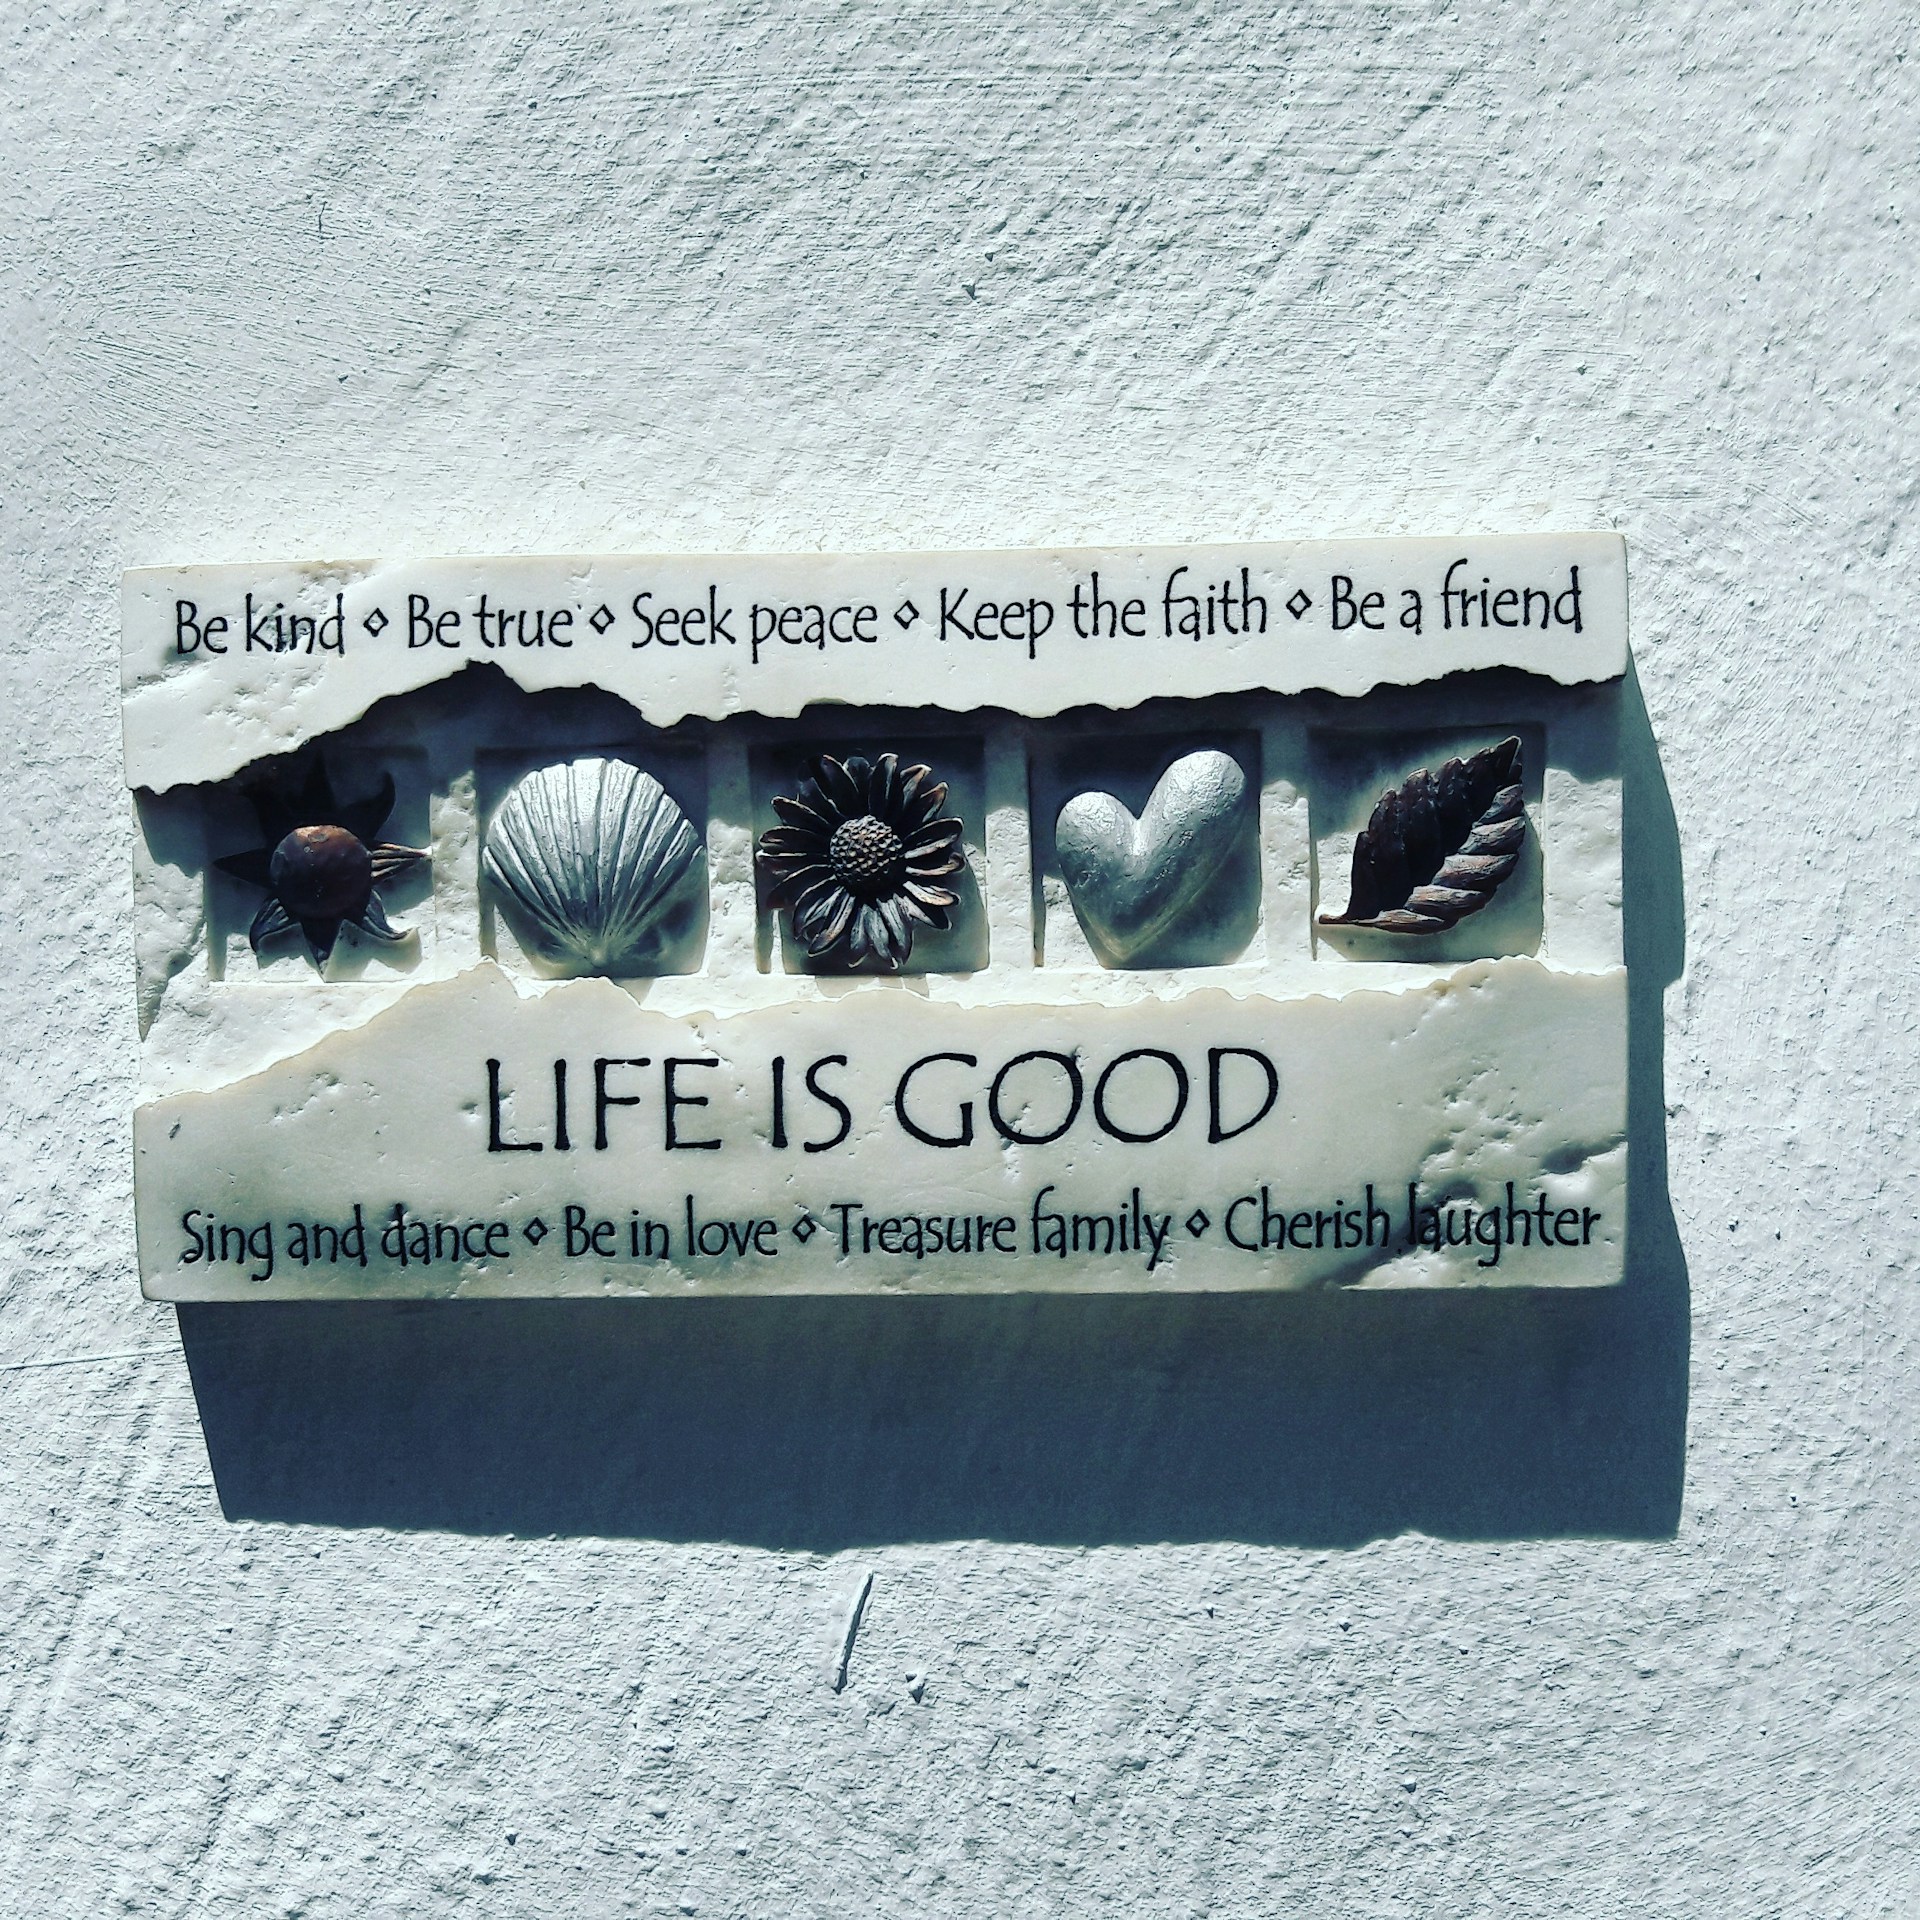 Be kind ⋄ Be true ⋄ Seek peace ⋄ Keep the faith ⋄ Be a friend
LIFE IS GOOD
Sing and dance ⋄ Be in love ⋄ Treasure family ⋄ Cherish laughter